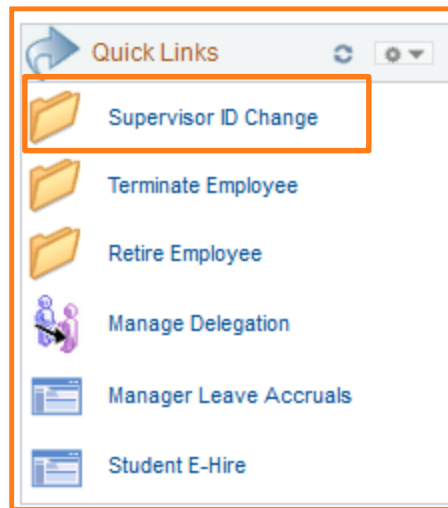 Quick Links
Supervisor ID Change
Terminate Employee
Retire Employee
Manage Delegation
Manager Leave Accruals
Student E-Hire